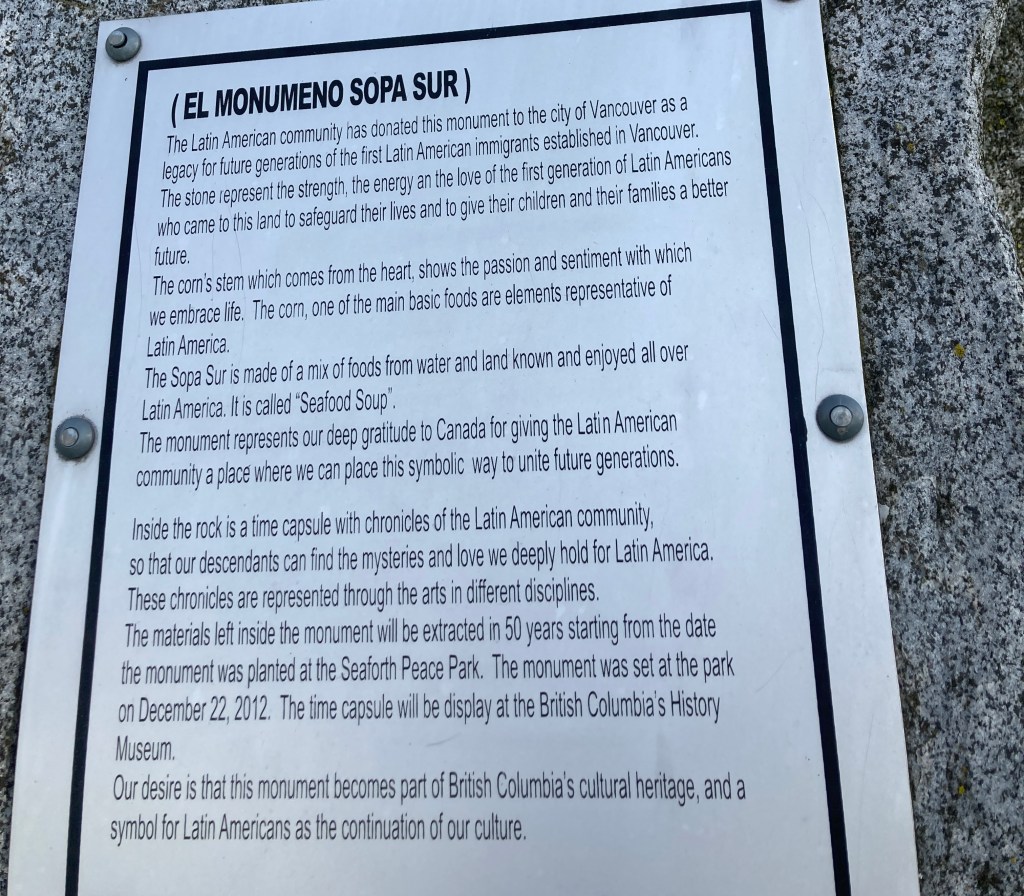 ( EL MONUMENO SOPA SUR )
The Latin American community has donated this monument to the city of Vancouver as a
legacy for future generations of the first Latin American immigrants established in Vancouver.
The stone represent the strength, the energy an the love of the first generation of Latin Americans
who came to this land to safeguard their lives and to give their children and their families a better
future.
The corn's stem which comes from the heart, shows the passion and sentiment with which
we embrace life. The corn, one of the main basic foods are elements representative of
Latin America.
The Sopa Sur is made of a mix of foods from water and land known and enjoyed all over
Latin America. It is called "Seafood Soup".
The monument represents our deep gratitude to Canada for giving the Latin American
community a place where we can place this symbolic way to unite future generations.
Inside the rock is a time capsule with chronicles of the Latin American community,
so that our descendants can find the mysteries and love we deeply hold for Latin America.
These chronicles are represented through the arts in different disciplines.
The materials left inside the monument will be extracted in 50 years starting from the date
the monument was planted at the Seaforth Peace Park. The monument was set at the park
on December 22, 2012. The time capsule will be display at the British Columbia's History
Museum.
Our desire is that this monument becomes part of British Columbia's cultural heritage, and a
symbol for Latin Americans as the continuation of our culture.